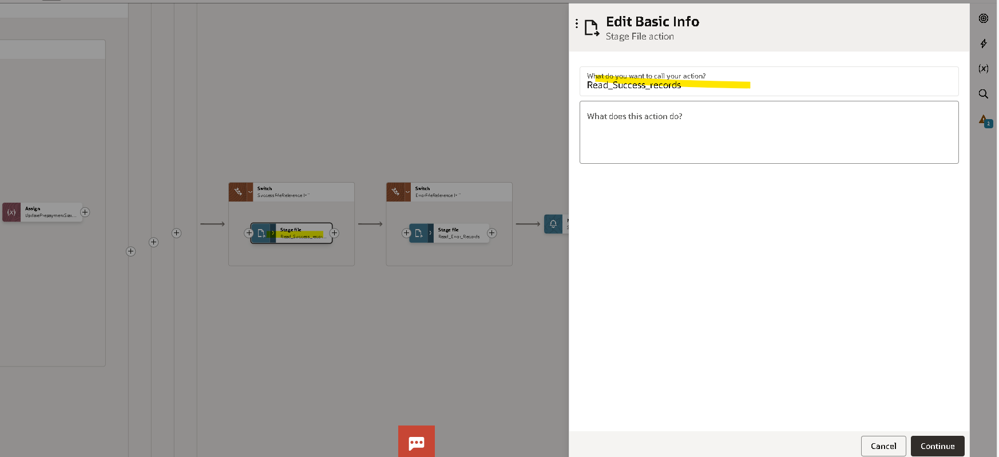 Edit Basic Info
Stage File action
What do you want to call your action?
Read_Success_records
What does this action do?
(x)
2
Assign
(x)
UpdatePrepaymentStat...
Switch
SuccessFileReference !=""
Stage file
Read_Success_recor...
Switch
ErrorFileReference !=""
Stage file
Read_Error_Records
Cancel
Continue